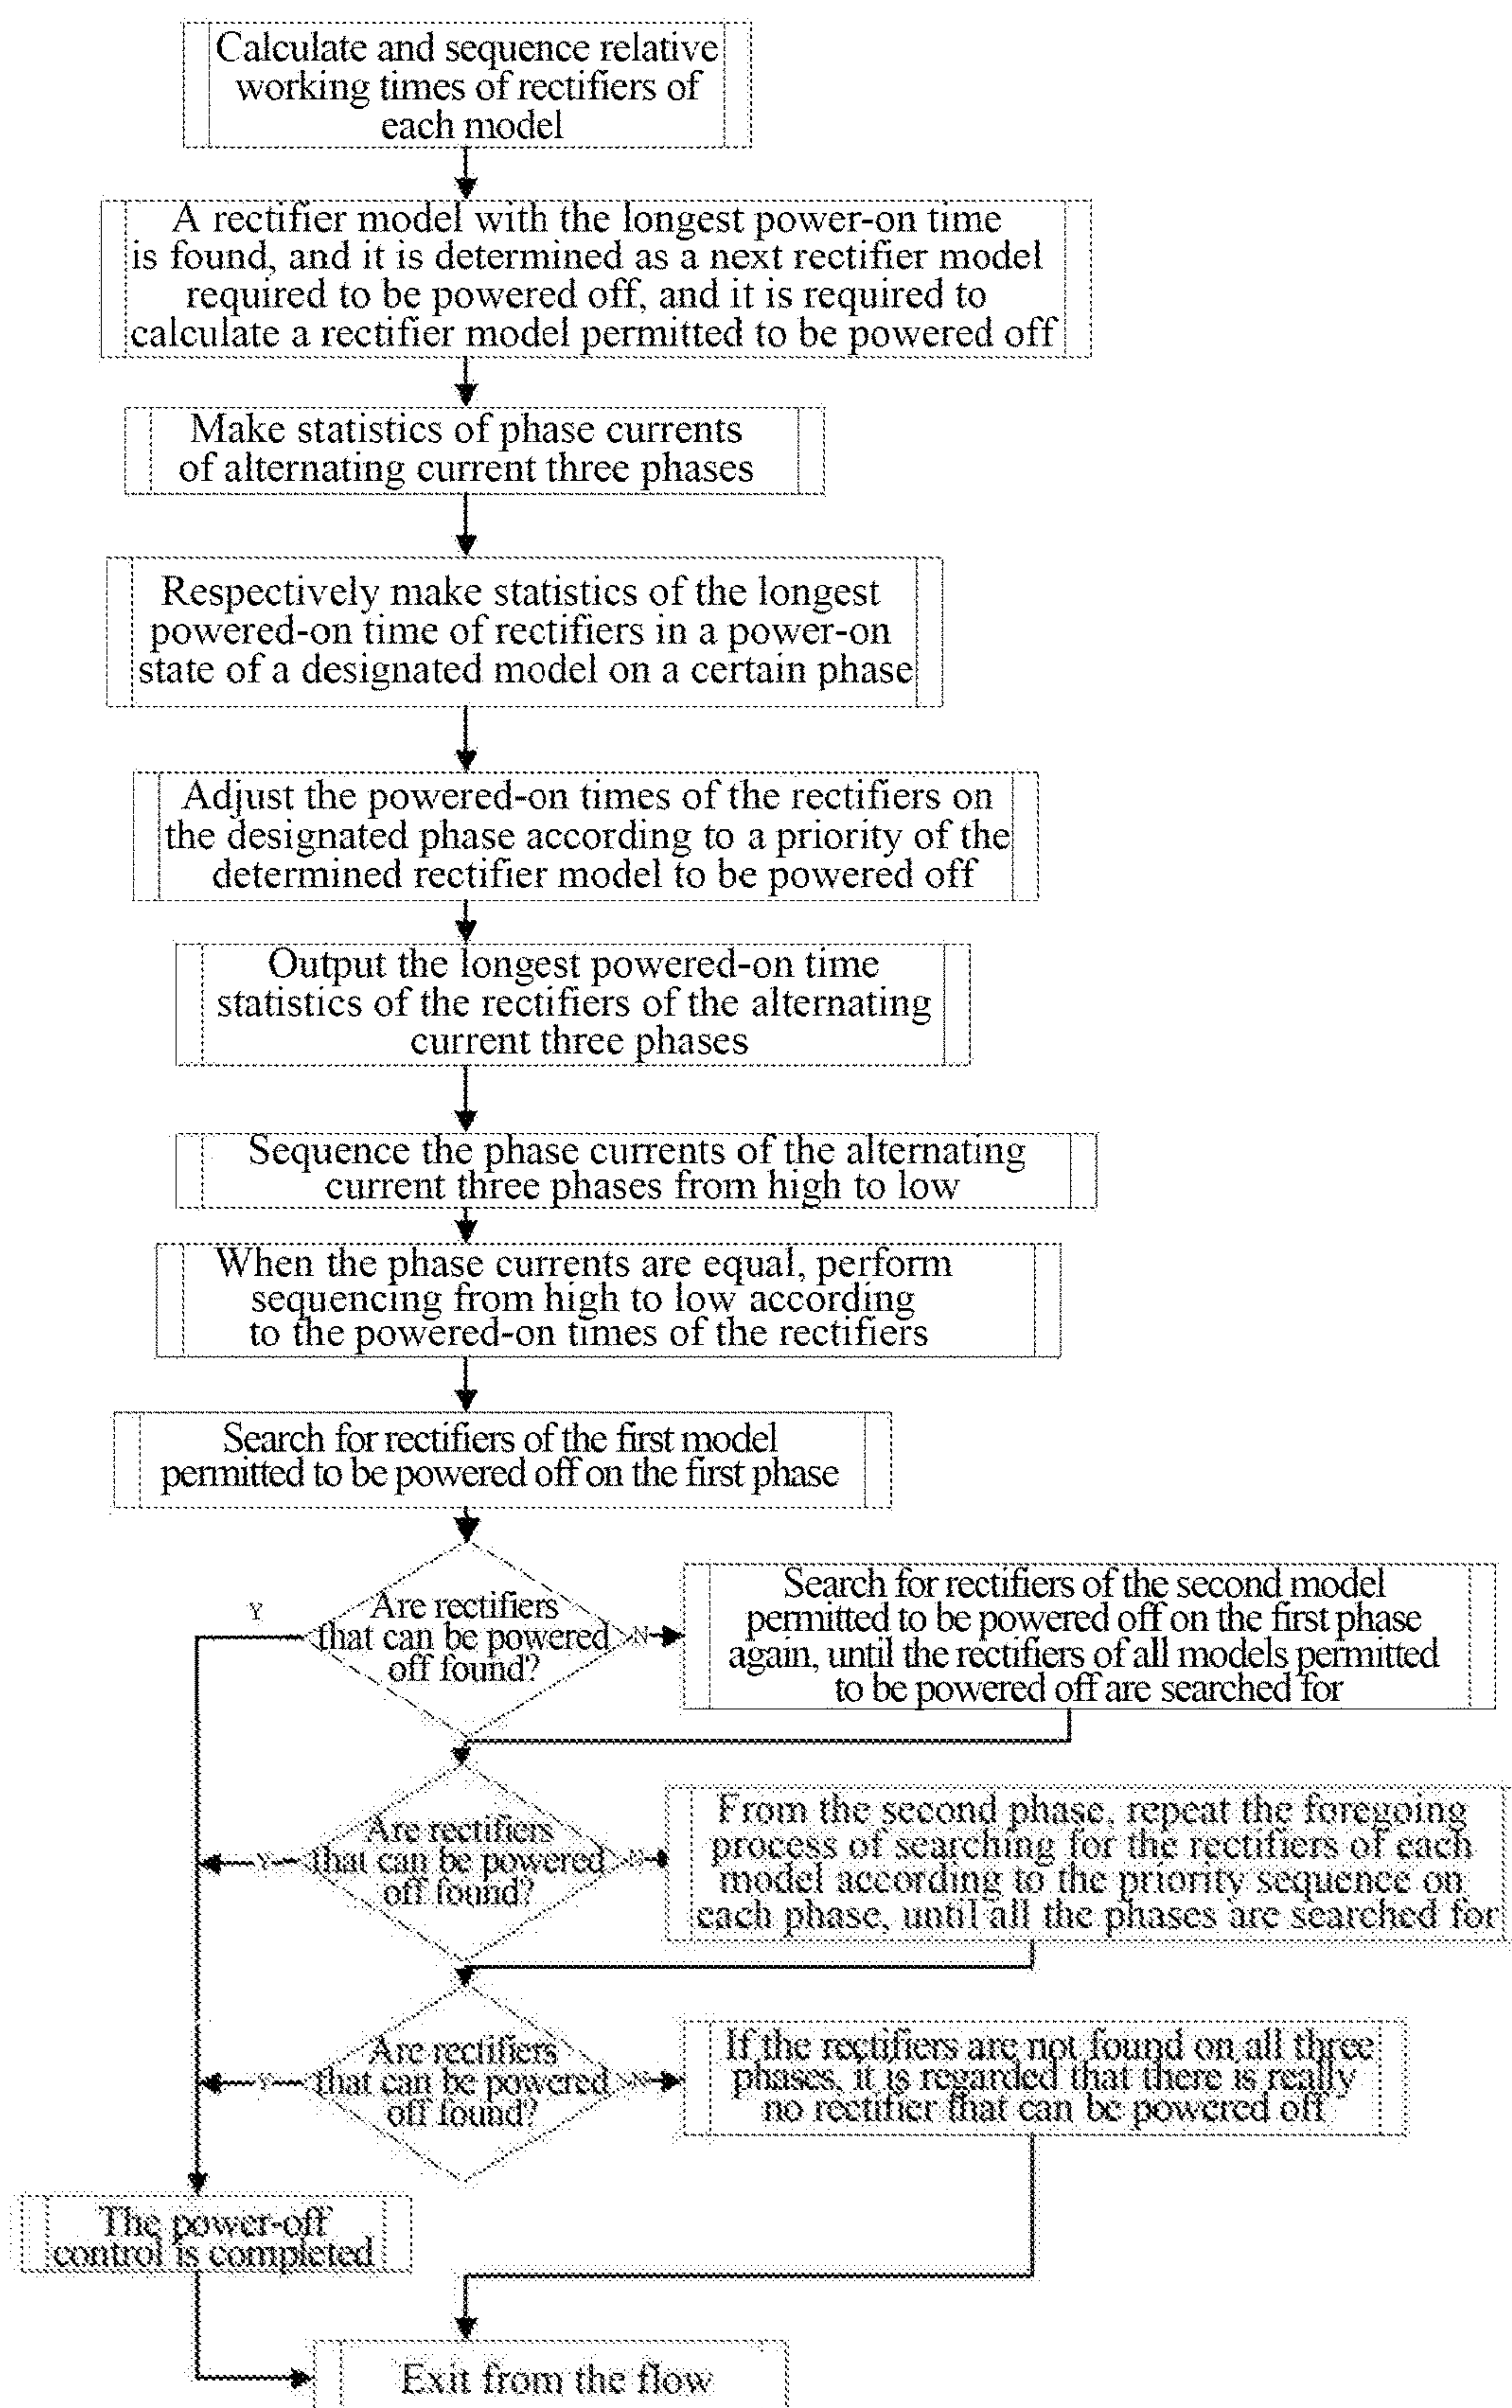 Calculate and sequence relative
working times of rectifiers of
each model
A rectifier model with the longest power-on time
is found, and it is determined as a next rectifier model
required to be powered off, and it is required to
calculate a rectifier model permitted to be powered off
Make statistics of phase currents
of alternating current three phases
Respectively make statistics of the longest
powered-on time of rectifiers in a power-on
state of a designated model on a certain phase
Adjust the powered-on times of the rectifiers on
the designated phase according to a priority of the
determined rectifier model to be powered off
Output the longest powered-on time
statistics of the rectifiers of the alternating
current three phases
Sequence the phase currents of the alternating
current three phases from high to low
When the phase currents are equal, perform
sequencing from high to low according
to the powered-on times of the rectifiers
Search for rectifiers of the first model
permitted to be powered off on the first phase
Y
Are rectifiers
that can be powered
off found?
N
Search for rectifiers of the second model
permitted to be powered off on the first phase
again, until the rectifiers of all models permitted
to be powered off are searched for
Y
Are rectifiers
that can be powered
off found?
N
From the second phase, repeat the foregoing
process of searching for the rectifiers of each
model according to the priority sequence on
each phase, until all the phases are searched for
Y
Are rectifiers
that can be powered
off found?
N
If the rectifiers are not found on all three
phases, it is regarded that there is really
no rectifier that can be powered off
The power-off
control is completed
Exit from the flow